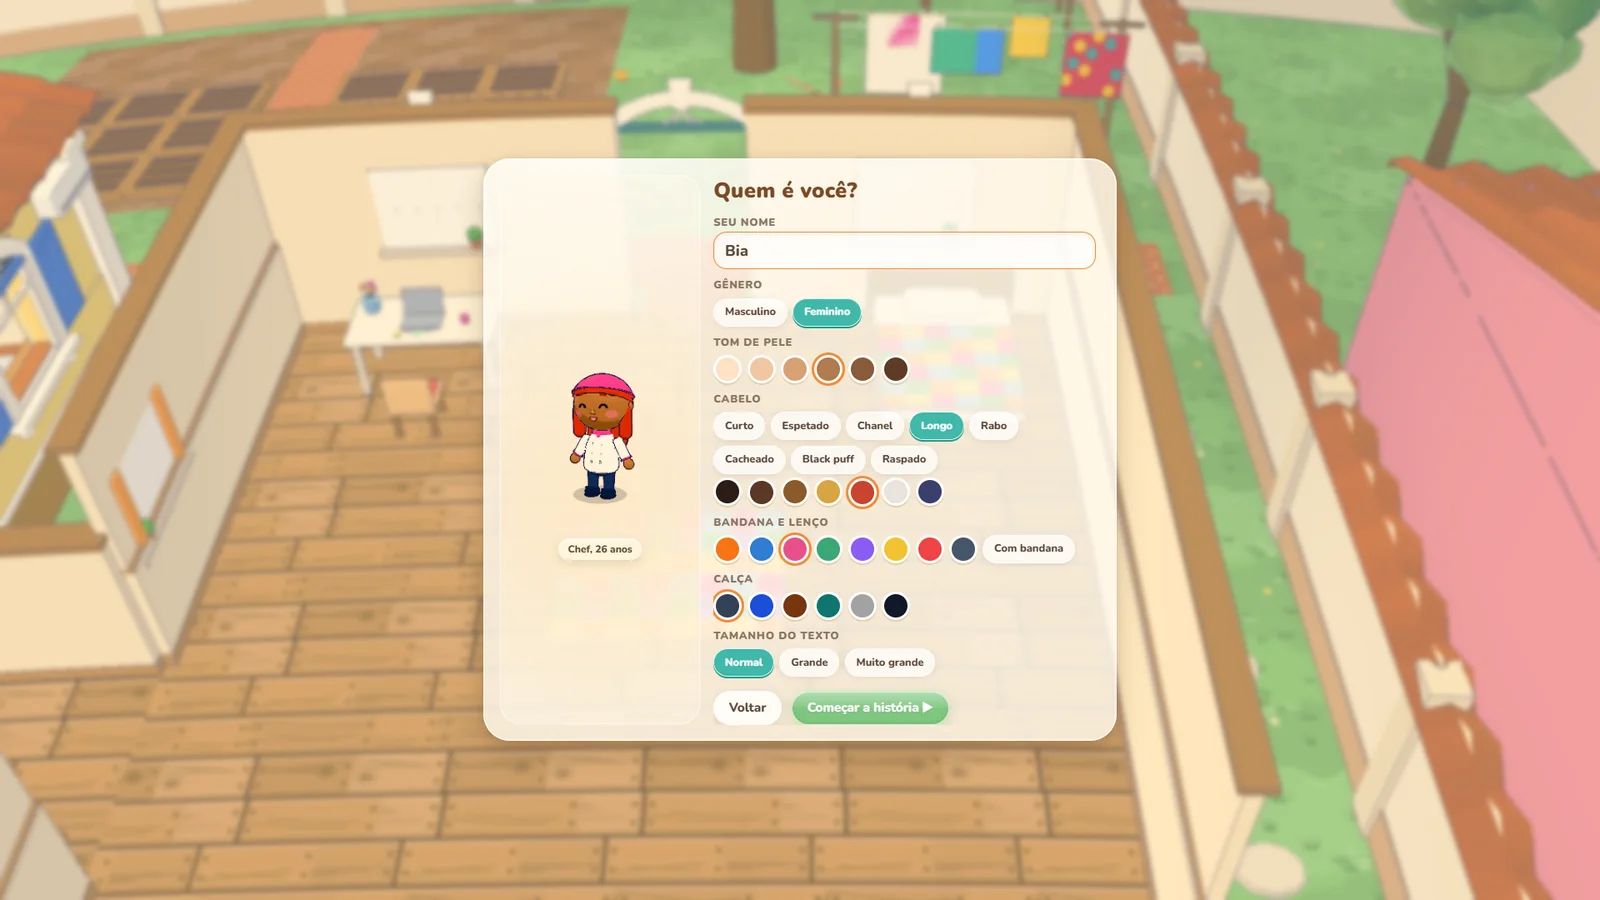 Quem é você?
SEU NOME
Bia
GÊNERO
Masculino Feminino
TOM DE PELE
CABELO
Curto Espetado Chanel Longo Rabo
Cacheado Black puff Raspado
BANDANA E LENÇO
Com bandana
Chef, 26 anos
CALÇA
TAMANHO DO TEXTO
Normal Grande Muito grande
Voltar Começar a história ▶